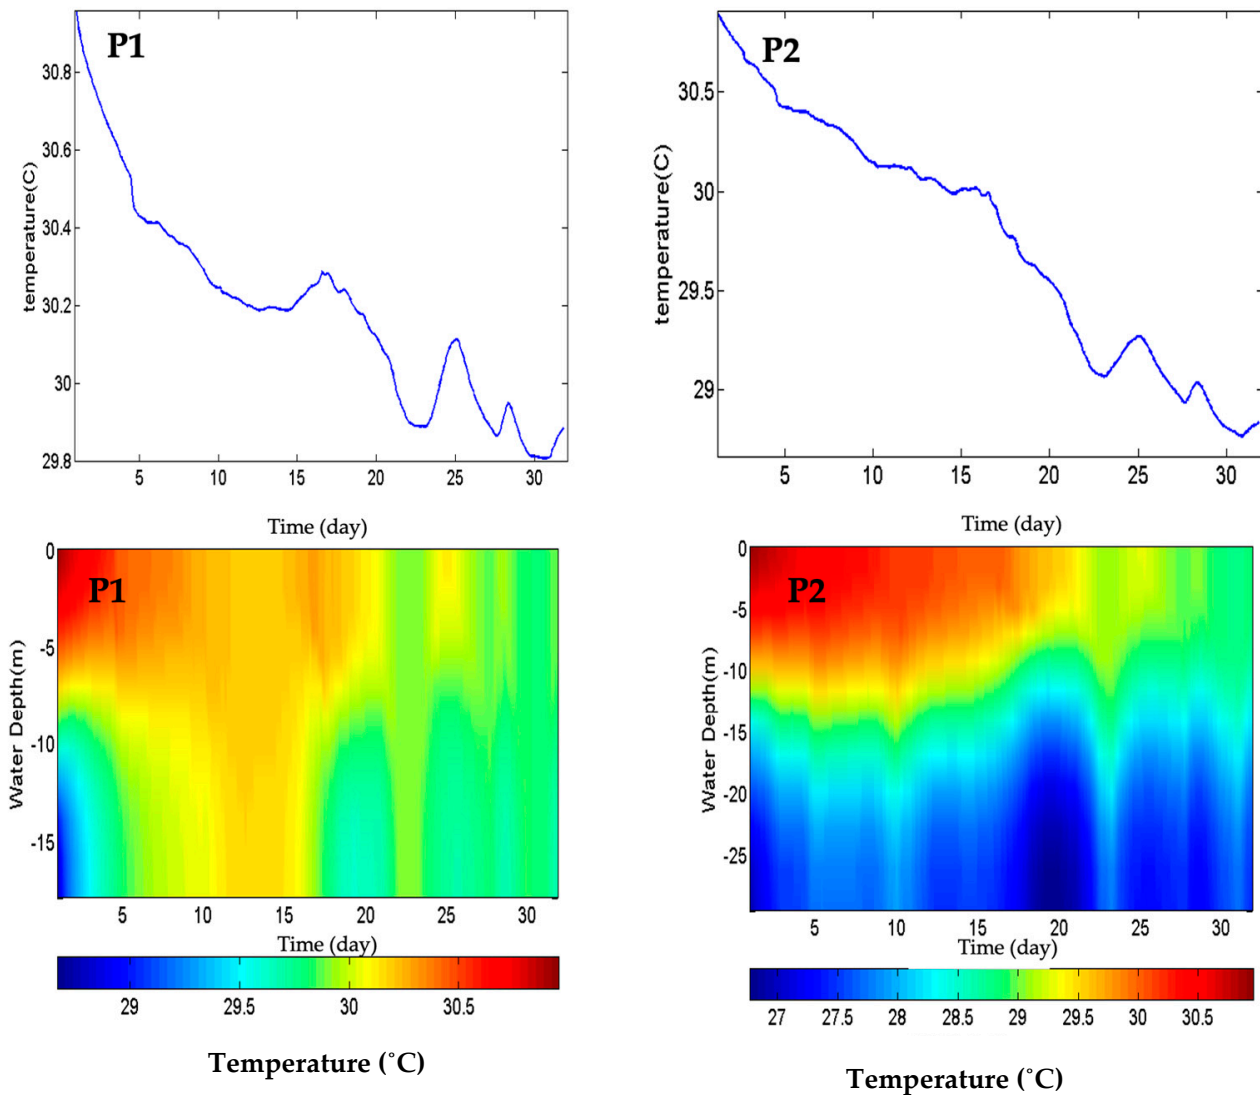 P1
30.8
30.6
30.4
30.2
30
29.8
temperature(C)
5 10 15 20 25 30
Time (day)
P2
30.5
30
29.5
29
temperature(C)
5 10 15 20 25 30
Time (day)
P1
0
-5
-10
-15
Water Depth(m)
5 10 15 20 25 30
Time (day)
29 29.5 30 30.5
Temperature (˚C)
P2
0
-5
-10
-15
-20
-25
Water Depth(m)
5 10 15 20 25 30
Time (day)
27 27.5 28 28.5 29 29.5 30 30.5
Temperature (˚C)